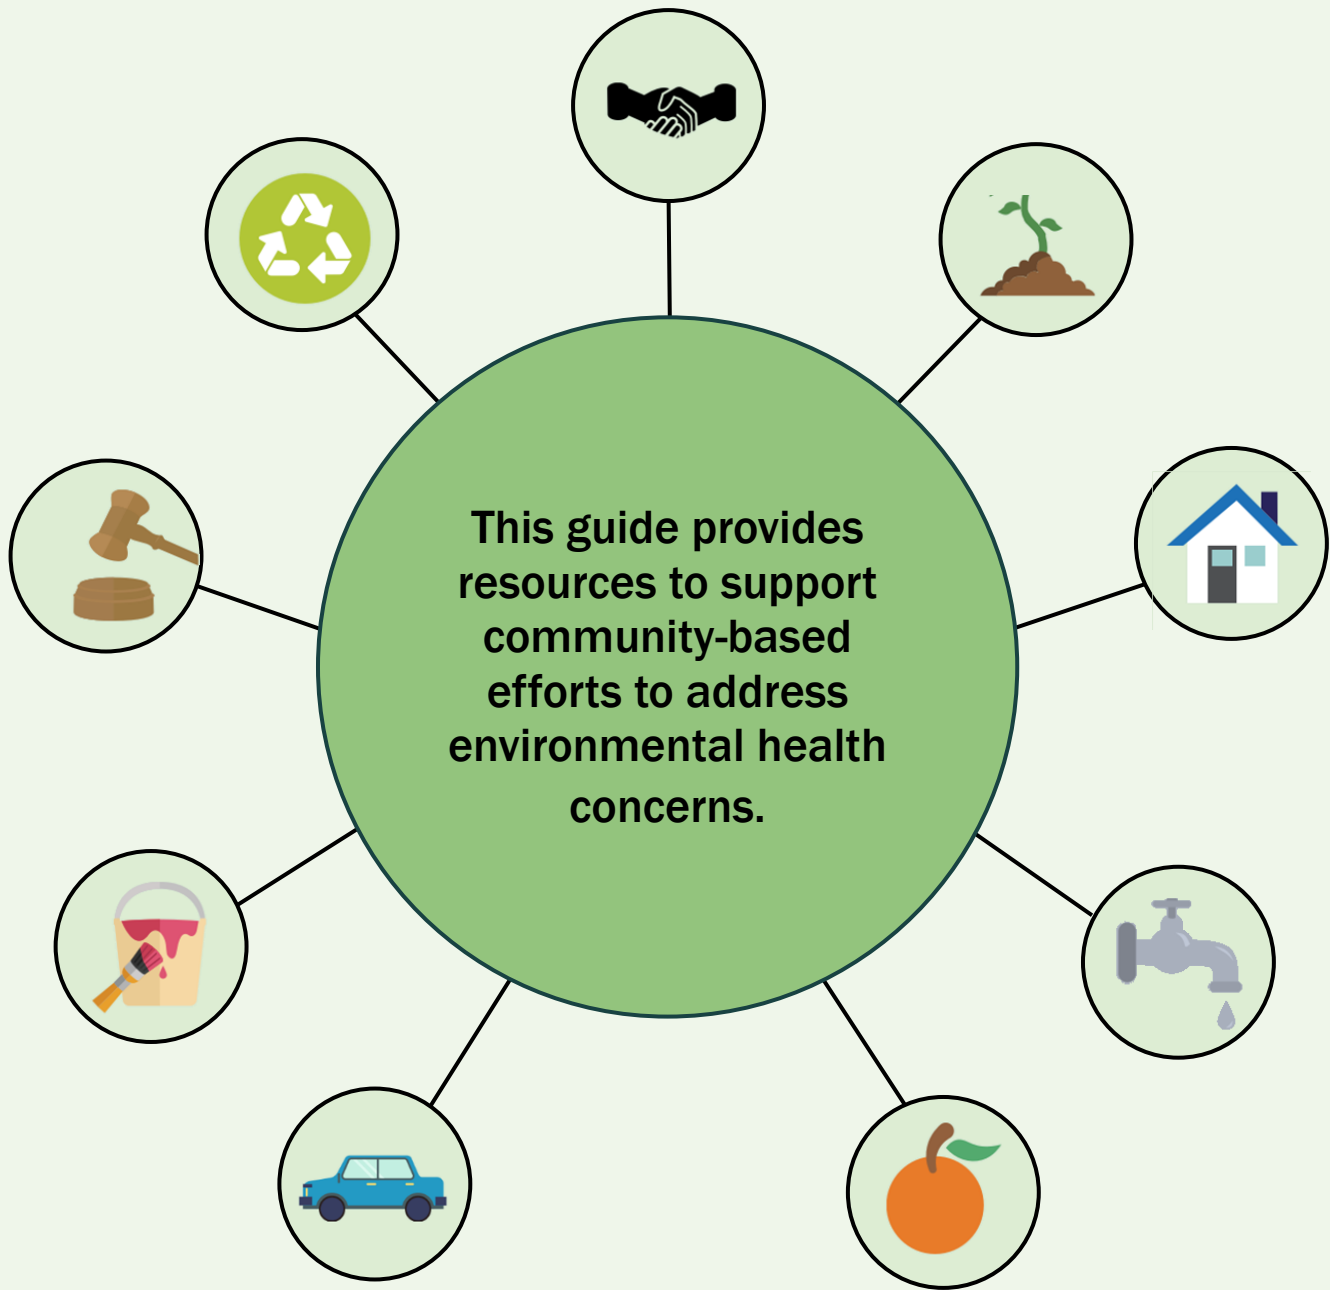 This guide provides
resources to support
community-based
efforts to address
environmental health
concerns.